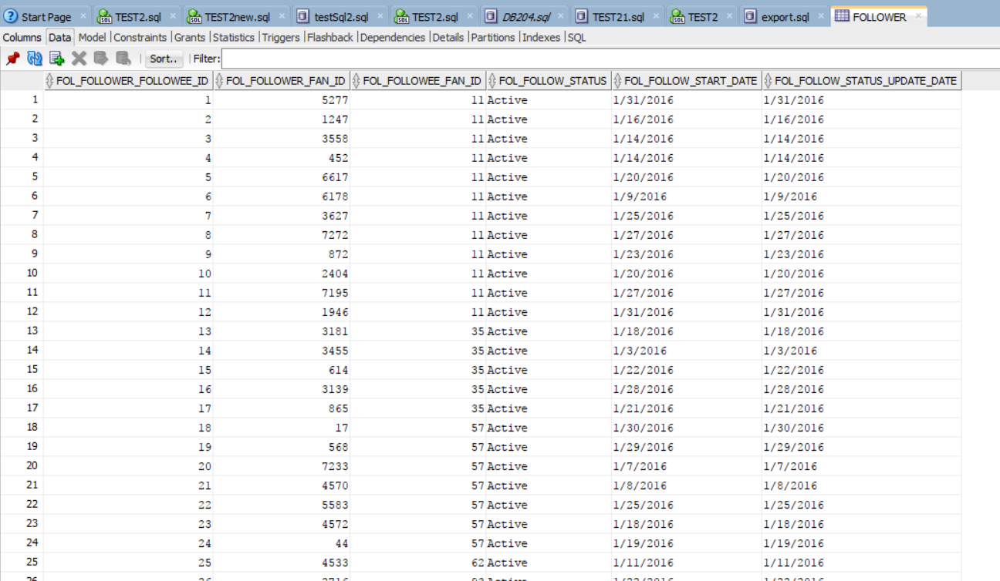 Start Page TEST2.sql TEST2new.sql testSql2.sql TEST2.sql DB204.sql TEST21.sql TEST2 export.sql FOLLOWER
Columns Data Model Constraints Grants Statistics Triggers Flashback Dependencies Details Partitions Indexes SQL
Sort.. Filter:
FOL_FOLLOWER_FOLLOWEE_ID FOL_FOLLOWER_FAN_ID FOL_FOLLOWEE_FAN_ID FOL_FOLLOW_STATUS FOL_FOLLOW_START_DATE FOL_FOLLOW_STATUS_UPDATE_DATE
1 1 5277 11 Active 1/31/2016 1/31/2016
2 2 1247 11 Active 1/16/2016 1/16/2016
3 3 3558 11 Active 1/14/2016 1/14/2016
4 4 452 11 Active 1/14/2016 1/14/2016
5 5 6617 11 Active 1/20/2016 1/20/2016
6 6 6178 11 Active 1/9/2016 1/9/2016
7 7 3627 11 Active 1/25/2016 1/25/2016
8 8 7272 11 Active 1/27/2016 1/27/2016
9 9 872 11 Active 1/23/2016 1/23/2016
10 10 2404 11 Active 1/20/2016 1/20/2016
11 11 7195 11 Active 1/27/2016 1/27/2016
12 12 1946 11 Active 1/31/2016 1/31/2016
13 13 3181 35 Active 1/18/2016 1/18/2016
14 14 3455 35 Active 1/3/2016 1/3/2016
15 15 614 35 Active 1/22/2016 1/22/2016
16 16 3139 35 Active 1/28/2016 1/28/2016
17 17 865 35 Active 1/21/2016 1/21/2016
18 18 17 57 Active 1/30/2016 1/30/2016
19 19 568 57 Active 1/29/2016 1/29/2016
20 20 7233 57 Active 1/7/2016 1/7/2016
21 21 4570 57 Active 1/8/2016 1/8/2016
22 22 5583 57 Active 1/25/2016 1/25/2016
23 23 4572 57 Active 1/18/2016 1/18/2016
24 24 44 57 Active 1/19/2016 1/19/2016
25 25 4533 62 Active 1/11/2016 1/11/2016